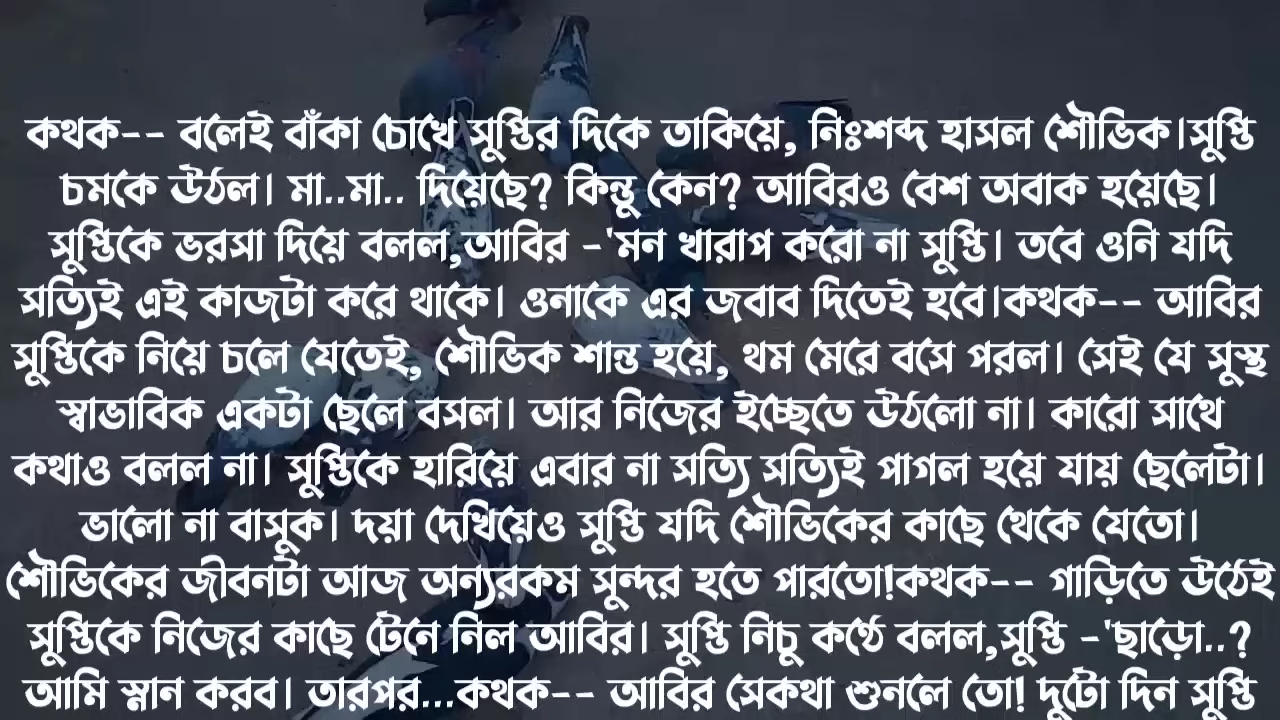 কথক-- বলেই বাঁকা চোখে সুপ্তির দিকে তাকিয়ে, নিঃশব্দ হাসল শৌভিক।সুপ্তি
চমকে উঠল। মা..মা.. দিয়েছে? কিন্তু কেন? আবিরও বেশ অবাক হয়েছে।
সুপ্তিকে ভরসা দিয়ে বলল,আবির -'মন খারাপ করো না সুপ্তি। তবে ওনি যদি
সত্যিই এই কাজটা করে থাকে। ওনাকে এর জবাব দিতেই হবে।কথক-- আবির
সুপ্তিকে নিয়ে চলে যেতেই, শৌভিক শান্ত হয়ে, থম মেরে বসে পরল। সেই যে সুস্থ
স্বাভাবিক একটা ছেলে বসল। আর নিজের ইচ্ছেতে উঠলো না। কারো সাথে
কথাও বলল না। সুপ্তিকে হারিয়ে এবার না সত্যি সত্যিই পাগল হয়ে যায় ছেলেটা।
ভালো না বাসুক। দয়া দেখিয়েও সুপ্তি যদি শৌভিকের কাছে থেকে যেতো।
শৌভিকের জীবনটা আজ অন্যরকম সুন্দর হতে পারতো!কথক-- গাড়িতে উঠেই
সুপ্তিকে নিজের কাছে টেনে নিল আবির। সুপ্তি নিচু কণ্ঠে বলল,সুপ্তি -'ছাড়ো..?
আমি স্নান করব। তারপর...কথক-- আবির সেকথা শুনলে তো! দুটো দিন সুপ্তি